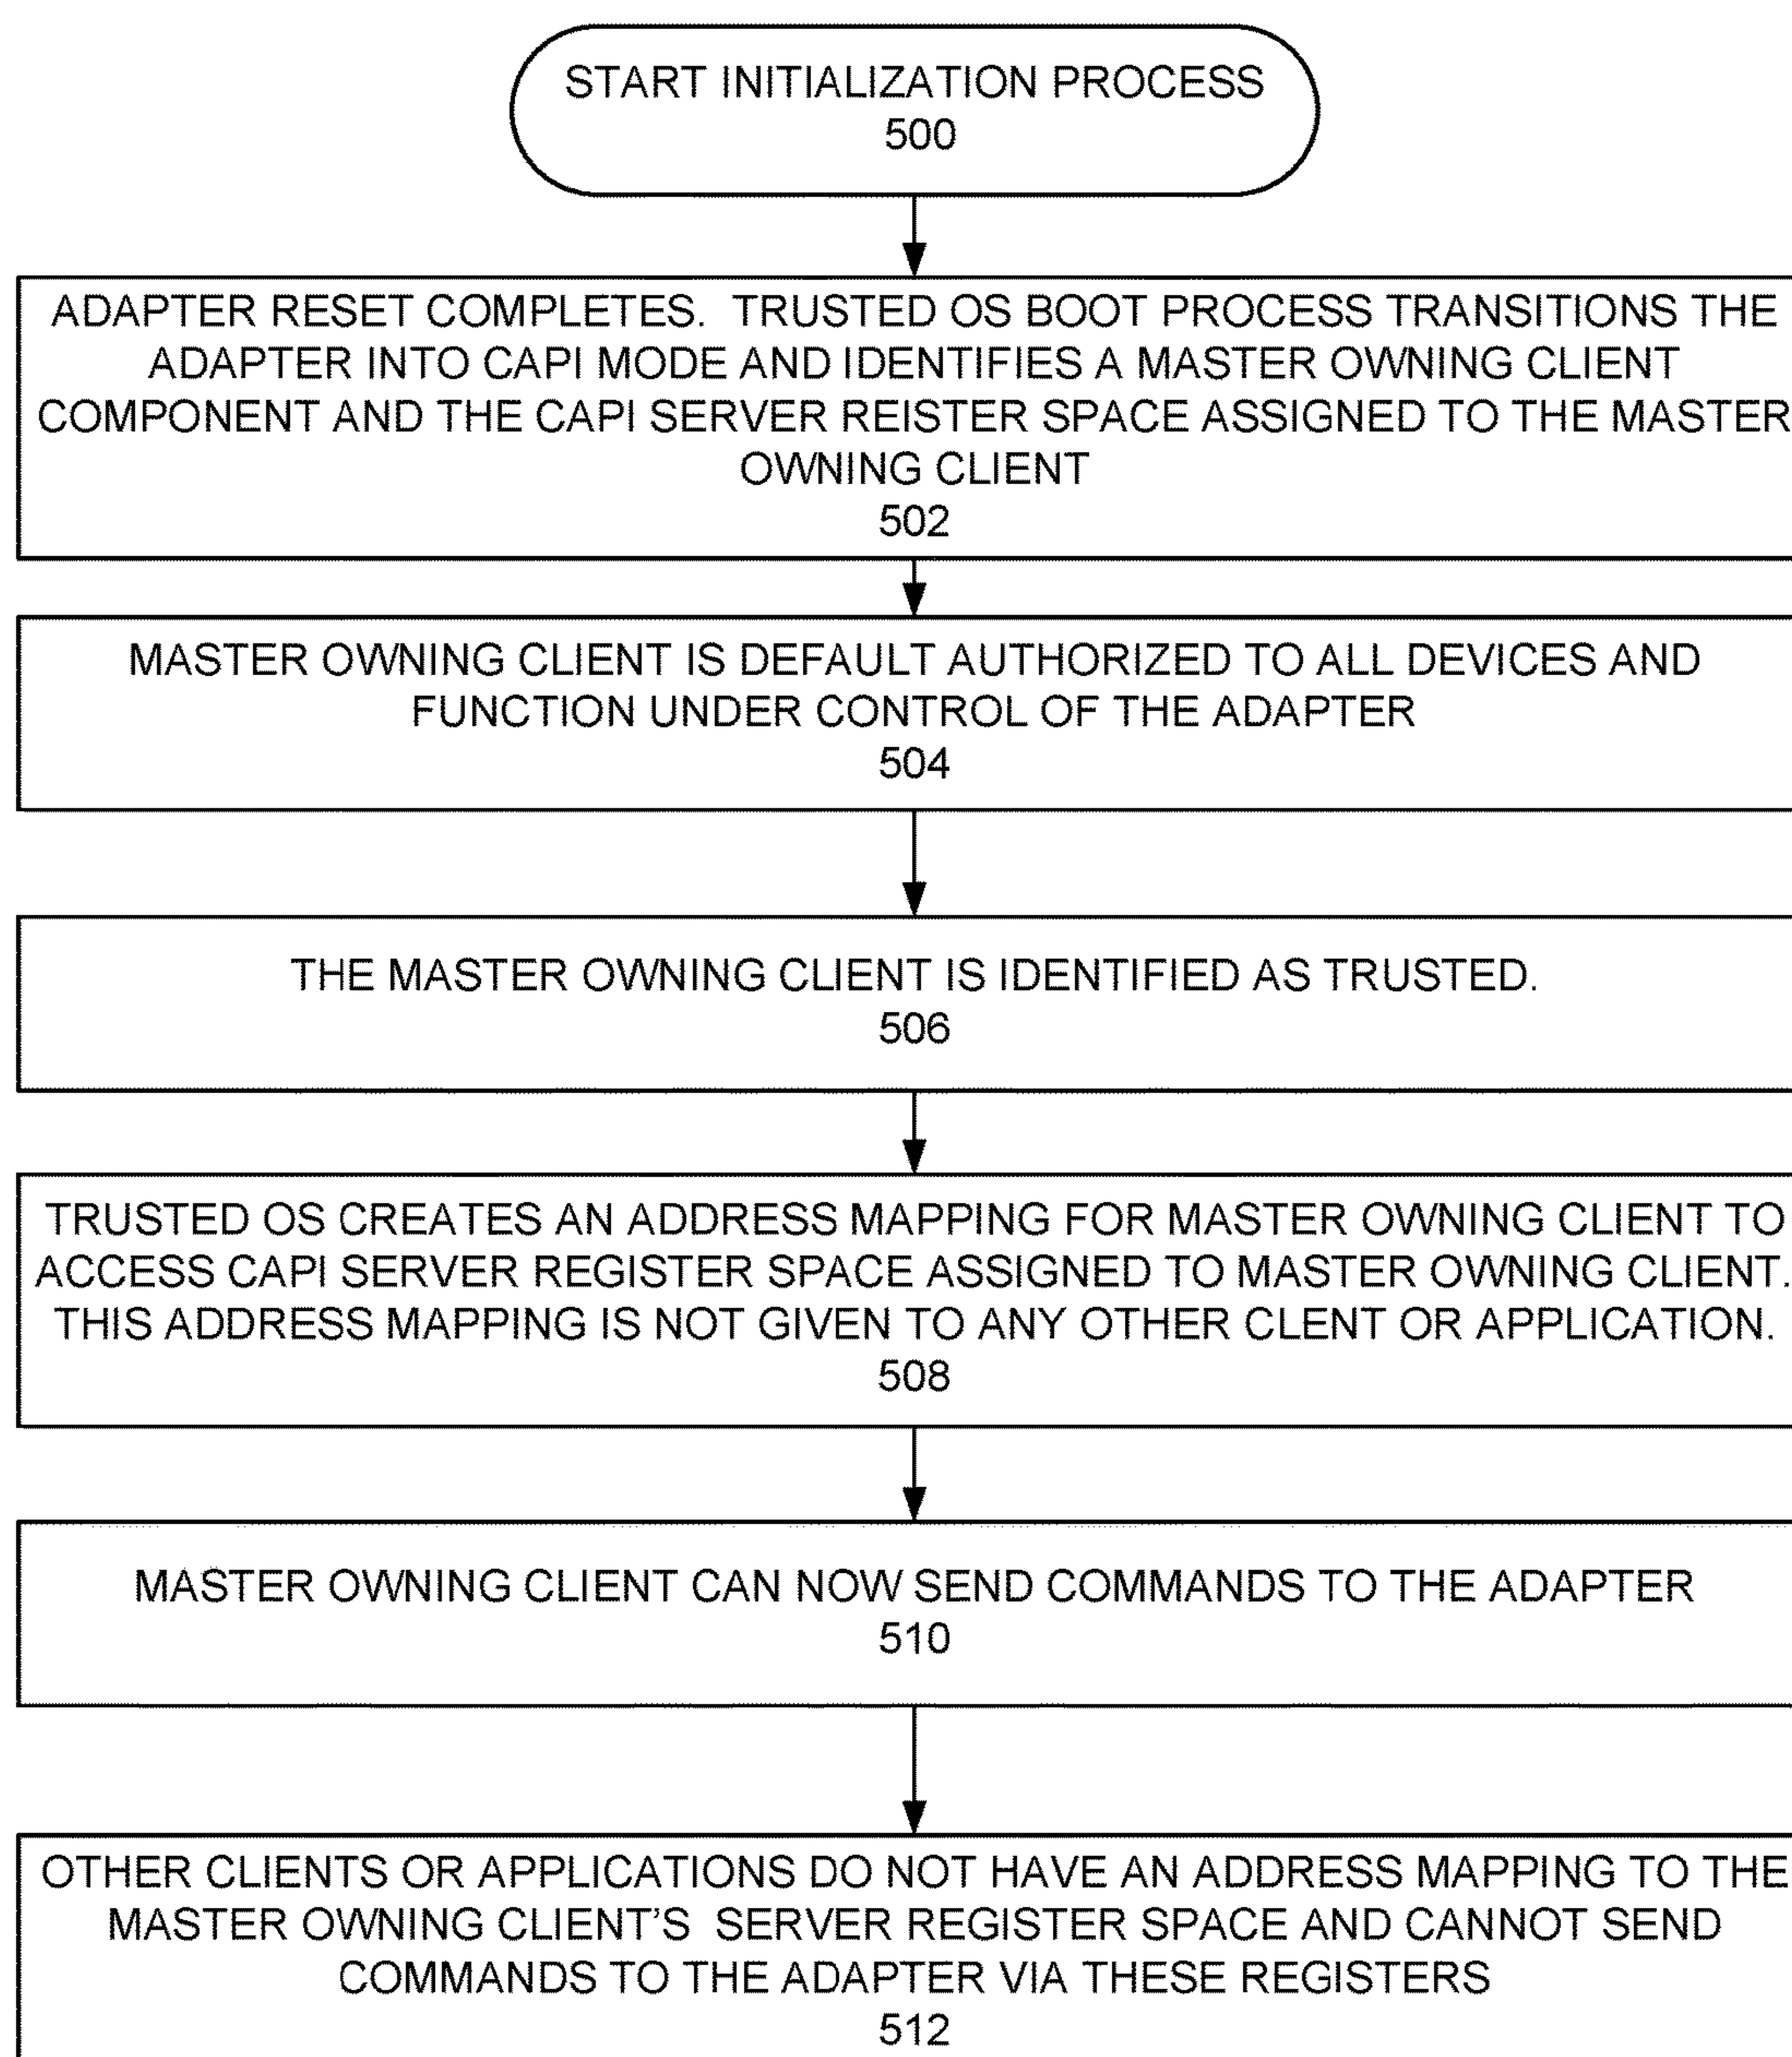 START INITIALIZATION PROCESS
500
ADAPTER RESET COMPLETES. TRUSTED OS BOOT PROCESS TRANSITIONS THE
ADAPTER INTO CAPI MODE AND IDENTIFIES A MASTER OWNING CLIENT
COMPONENT AND THE CAPI SERVER REISTER SPACE ASSIGNED TO THE MASTER
OWNING CLIENT
502
MASTER OWNING CLIENT IS DEFAULT AUTHORIZED TO ALL DEVICES AND
FUNCTION UNDER CONTROL OF THE ADAPTER
504
THE MASTER OWNING CLIENT IS IDENTIFIED AS TRUSTED.
506
TRUSTED OS CREATES AN ADDRESS MAPPING FOR MASTER OWNING CLIENT TO
ACCESS CAPI SERVER REGISTER SPACE ASSIGNED TO MASTER OWNING CLIENT.
THIS ADDRESS MAPPING IS NOT GIVEN TO ANY OTHER CLENT OR APPLICATION.
508
MASTER OWNING CLIENT CAN NOW SEND COMMANDS TO THE ADAPTER
510
OTHER CLIENTS OR APPLICATIONS DO NOT HAVE AN ADDRESS MAPPING TO THE
MASTER OWNING CLIENT'S SERVER REGISTER SPACE AND CANNOT SEND
COMMANDS TO THE ADAPTER VIA THESE REGISTERS
512